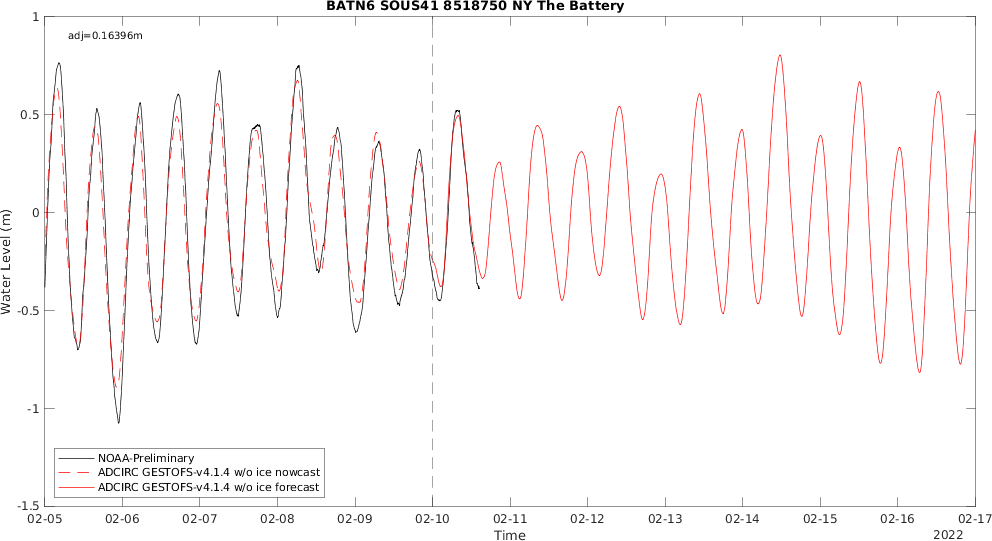 BATN6 SOUS41 8518750 NY The Battery
adj=0.16396m
1
0.5
0
-0.5
-1
-1.5
Water Level (m)
NOAA-Preliminary
ADCIRC GESTOFS-v4.1.4 w/o ice nowcast
ADCIRC GESTOFS-v4.1.4 w/o ice forecast
02-05 02-06 02-07 02-08 02-09 02-10 02-11 02-12 02-13 02-14 02-15 02-16 02-17
Time
2022